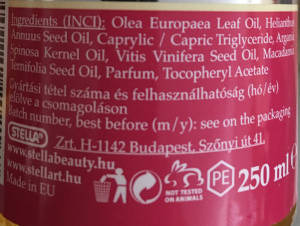 Ingredients (INCI): Olea Europaea Leaf Oil, Helianthus
Annuus Seed Oil, Caprylic / Capric Triglyceride, Argania
Spinosa Kernel Oil, Vitis Vinifera Seed Oil, Macadamia
Ternifolia Seed Oil, Parfum, Tocopheryl Acetate
Gyártási tétel száma és felhasználhatóság (hó/év)
jelölve a csomagoláson
Batch number, best before (m/y): see on the packaging
STELLA® Zrt. H-1142 Budapest. Szőnyi út 41.
www.stellabeauty.hu
www.stellart.hu
Made in EU
NOT TESTED
ON ANIMALS
PE
250 ml